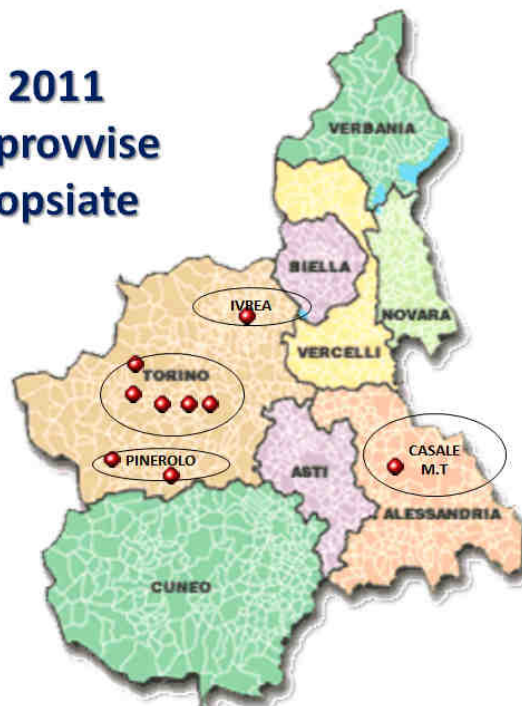 2011
provvise
opsiate
VERBANIA
BIELLA
IVREA
NOVARA
VERCELLI
TORINO
PINEROLO
ASTI
CASALE
M.T
ALESSANDRIA
CUNEO